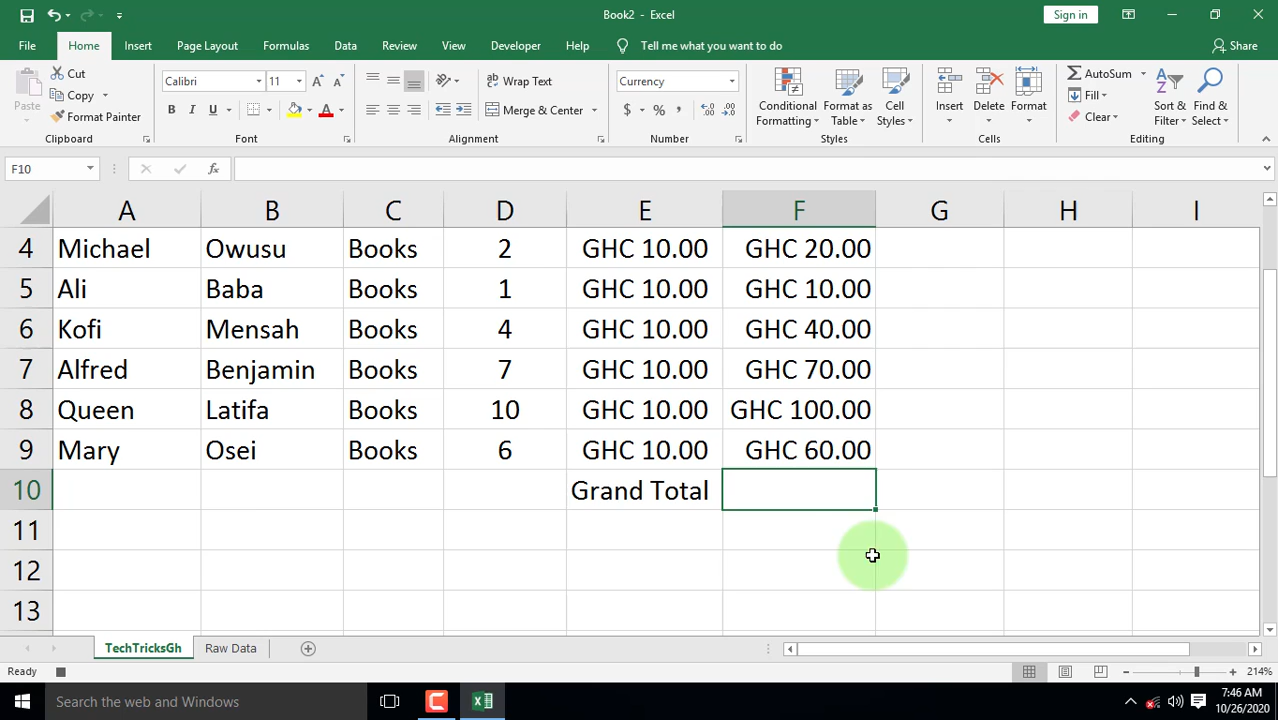 Book2 - Excel
Sign in
File Home Insert Page Layout Formulas Data Review View Developer Help Tell me what you want to do Share
Paste
Cut
Copy
Format Painter
Clipboard
Calibri 11
B I U
Font
Wrap Text
Merge & Center
Alignment
Currency
$ % ,
Number
Conditional Formatting
Format as Table
Cell Styles
Styles
Insert Delete Format
Cells
AutoSum
Fill
Clear
Sort & Filter
Find & Select
Editing
F10 fx
A B C D E F G H I
4 Michael Owusu Books 2 GHC 10.00 GHC 20.00
5 Ali Baba Books 1 GHC 10.00 GHC 10.00
6 Kofi Mensah Books 4 GHC 10.00 GHC 40.00
7 Alfred Benjamin Books 7 GHC 10.00 GHC 70.00
8 Queen Latifa Books 10 GHC 10.00 GHC 100.00
9 Mary Osei Books 6 GHC 10.00 GHC 60.00
10 Grand Total
11
12
13
TechTricksGh Raw Data
Ready 214%
Search the web and Windows
7:46 AM
10/26/2020